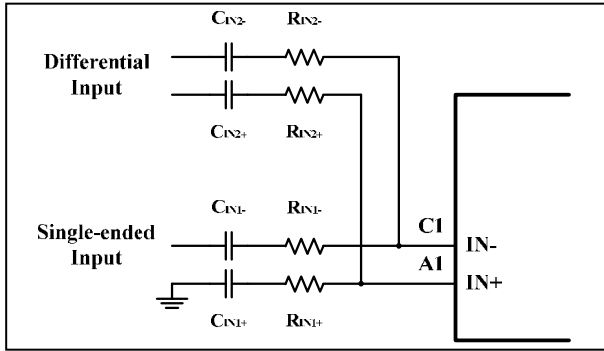 CIN2- RIN2-
Differential
Input
CIN2+ RIN2+
CIN1- RIN1-
Single-ended
Input
C1
IN-
A1
IN+
CIN1+ RIN1+